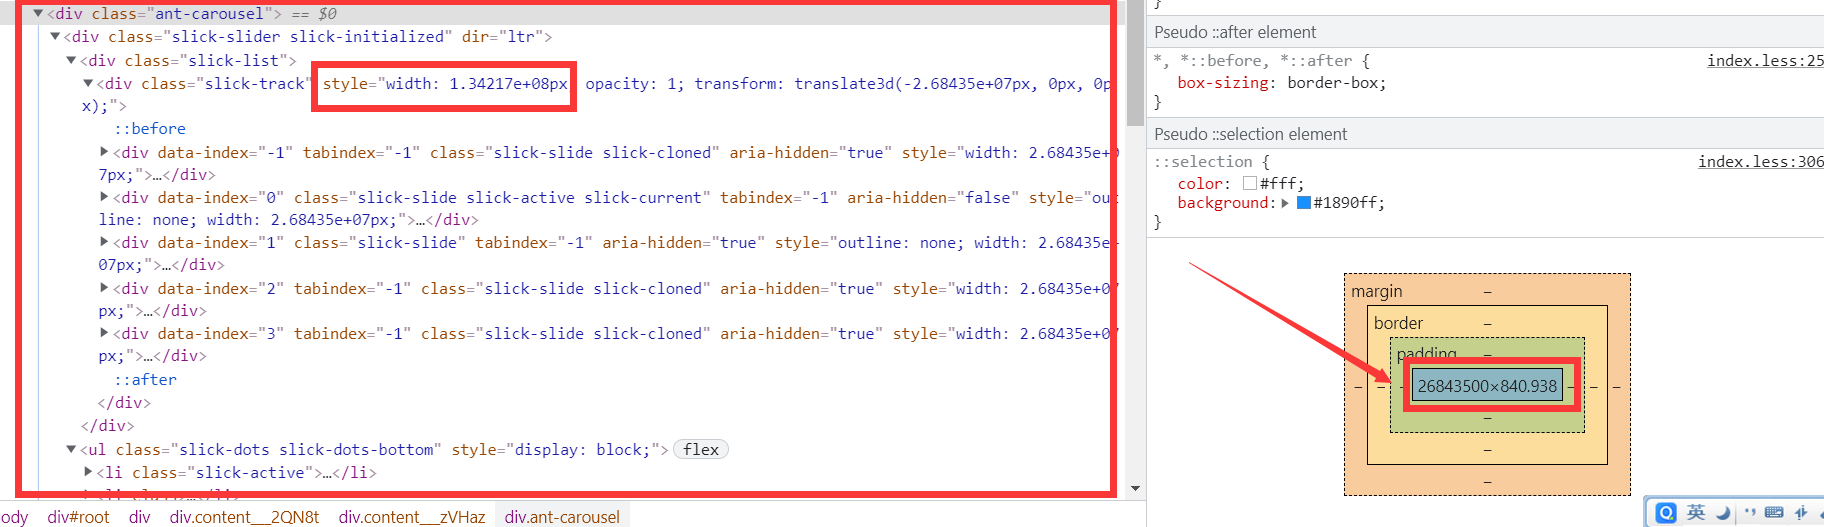 ▼<div class="ant-carousel"> == $0
▼<div class="slick-slider slick-initialized" dir="ltr">
▼<div class="slick-list">
▼<div class="slick-track" style="width: 1.34217e+08px opacity: 1; transform: translate3d(-2.68435e+07px, 0px, 0p
x);">
::before
▶<div data-index="-1" tabindex="-1" class="slick-slide slick-cloned" aria-hidden="true" style="width: 2.68435e+0
7px;">…</div>
▶<div data-index="0" class="slick-slide slick-active slick-current" tabindex="-1" aria-hidden="false" style="out
line: none; width: 2.68435e+07px;">…</div>
▶<div data-index="1" class="slick-slide" tabindex="-1" aria-hidden="true" style="outline: none; width: 2.68435e+
07px;">…</div>
▶<div data-index="2" tabindex="-1" class="slick-slide slick-cloned" aria-hidden="true" style="width: 2.68435e+07
px;">…</div>
▶<div data-index="3" tabindex="-1" class="slick-slide slick-cloned" aria-hidden="true" style="width: 2.68435e+07
px;">…</div>
::after
</div>
</div>
▼<ul class="slick-dots slick-dots-bottom" style="display: block;"> flex
▶<li class="slick-active">…</li>
ody div#root div div.content__2QN8t div.content__zVHaz div.ant-carousel
}
Pseudo ::after element
*, *::before, *::after { index.less:25
box-sizing: border-box;
}
Pseudo ::selection element
::selection { index.less:306
color: #fff;
background: ▶ #1890ff;
}
margin –
border –
padding –
– – – 26843500×840.938 – – –
–
–
–
英